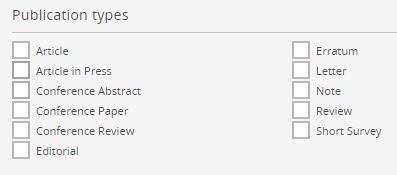 Publication types
Article
Article in Press
Conference Abstract
Conference Paper
Conference Review
Editorial
Erratum
Letter
Note
Review
Short Survey